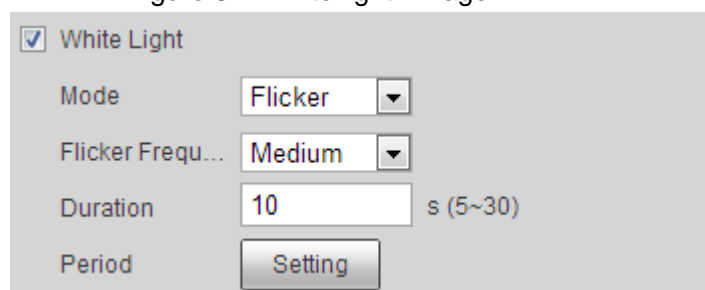 White Light
Mode Flicker
Flicker Frequ... Medium
Duration 10 s (5~30)
Period Setting